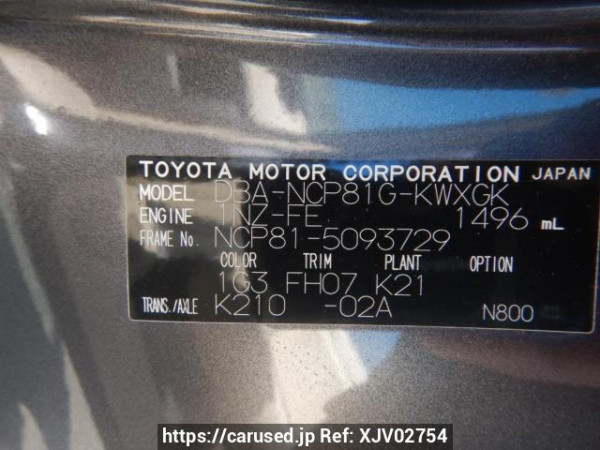 TOYOTA MOTOR CORPORATION JAPAN
MODEL DBA-NCP81G-KWXGK
ENGINE 1NZ-FE 1496 mL
FRAME No. NCP81-5093729
COLOR TRIM PLANT OPTION
1G3 FH07 K21
TRANS./AXLE K210 -02A N800
https://carused.jp Ref: XJV02754